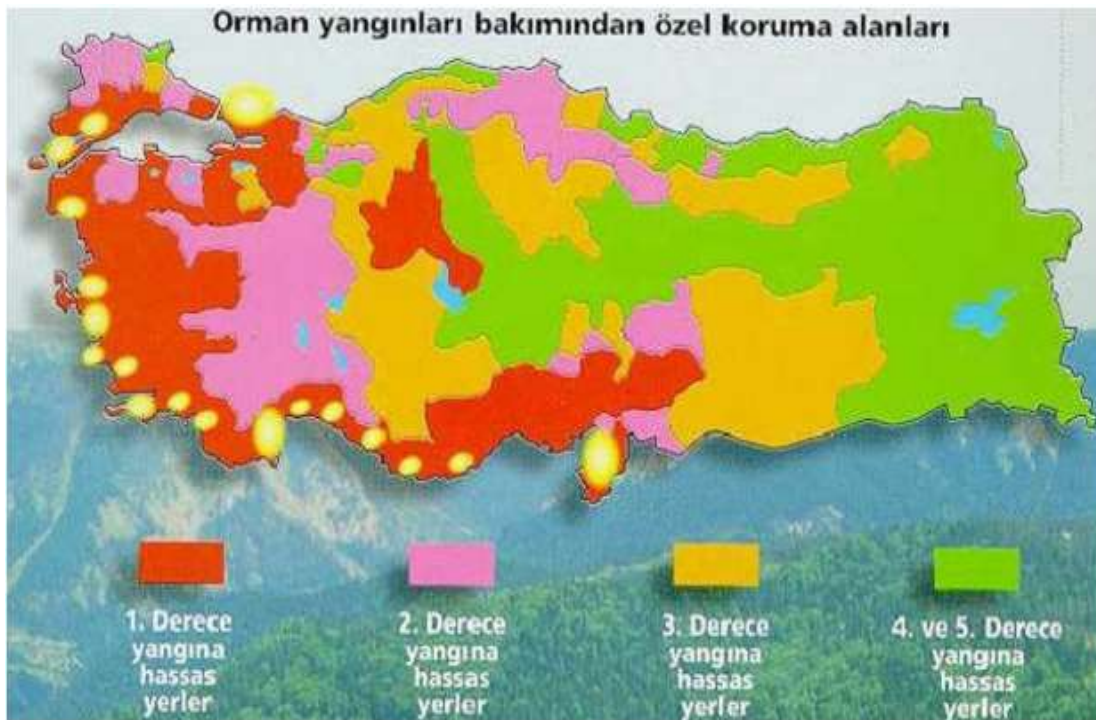 Orman yangınları bakımından özel koruma alanları
1. Derece
yangına
hassas
yerler
2. Derece
yangına
hassas
yerler
3. Derece
yangına
hassas
yerler
4. ve 5. Derece
yangına
hassas
yerler